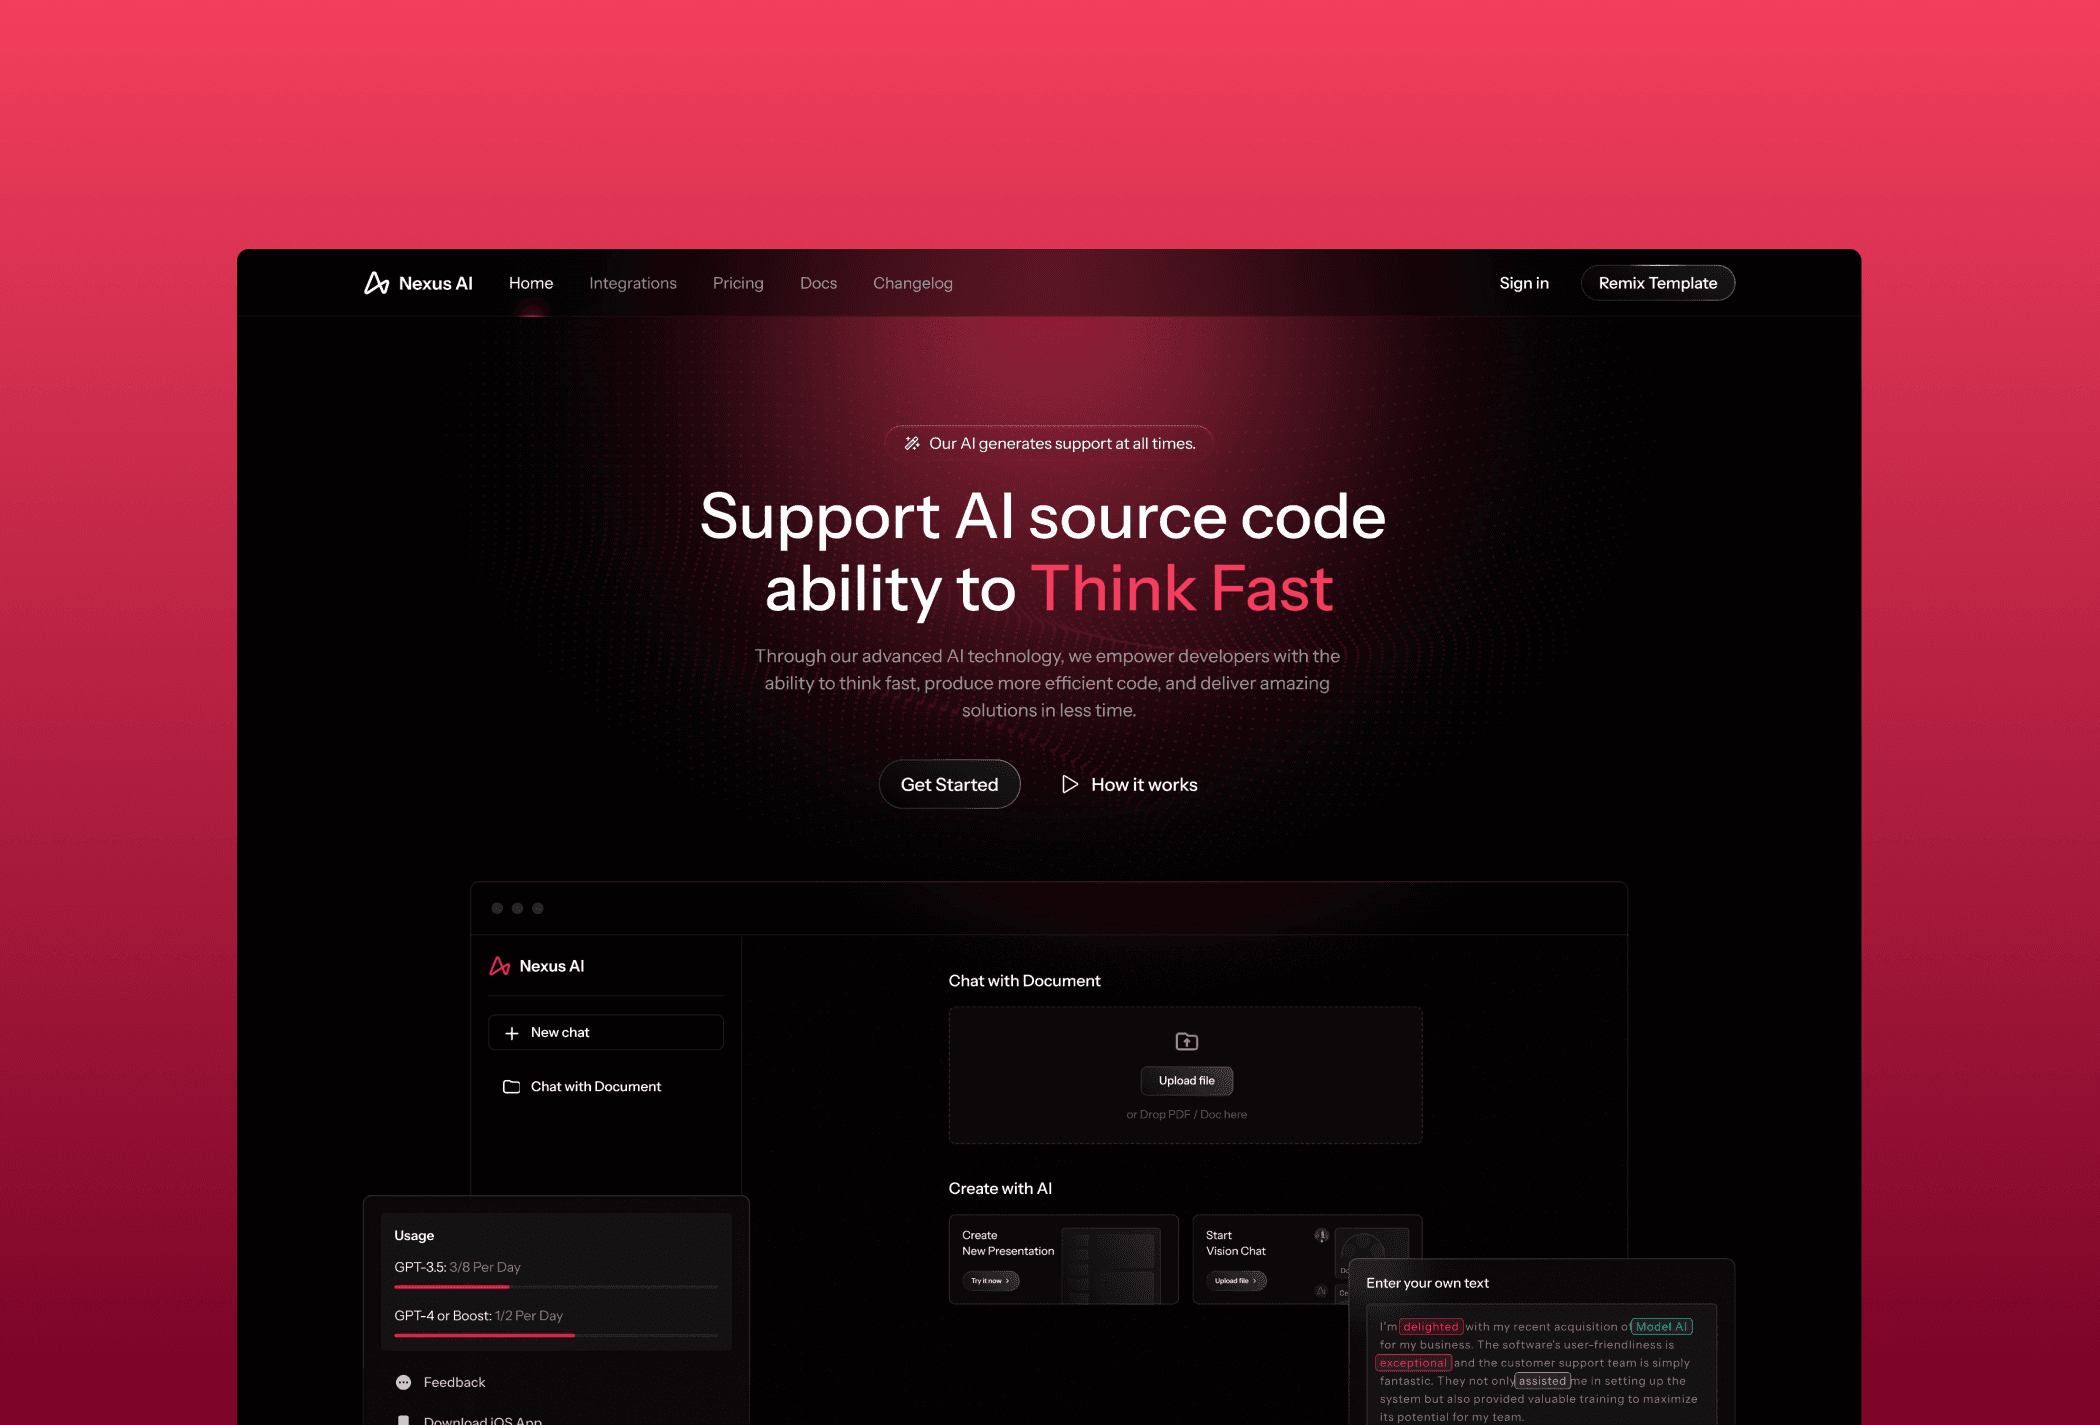 Nexus AI
Home
Integrations
Pricing
Docs
Changelog
Sign in
Remix Template
Our AI generates support at all times.
Support AI source code
ability to Think Fast
Through our advanced AI technology, we empower developers with the
ability to think fast, produce more efficient code, and deliver amazing
solutions in less time.
Get Started
How it works
Nexus AI
New chat
Chat with Document
Chat with Document
Upload file
or Drop PDF / Doc here
Create with AI
Create
New Presentation
Try it now
Start
Vision Chat
Upload file
Usage
GPT-3.5: 3/8 Per Day
GPT-4 or Boost: 1/2 Per Day
Feedback
Download iOS App
Enter your own text
I'm delighted with my recent acquisition of Model AI
for my business. The software's user-friendliness is
exceptional and the customer support team is simply
fantastic. They not only assisted me in setting up the
system but also provided valuable training to maximize
its potential for my team.